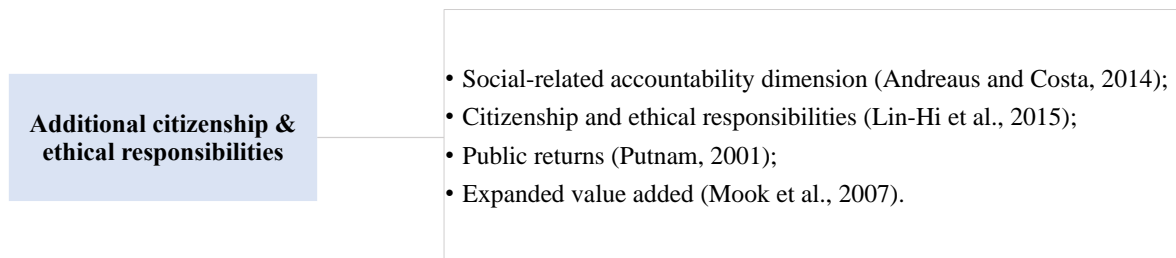 Additional citizenship &
ethical responsibilities
• Social-related accountability dimension (Andreaus and Costa, 2014);
• Citizenship and ethical responsibilities (Lin-Hi et al., 2015);
• Public returns (Putnam, 2001);
• Expanded value added (Mook et al., 2007).